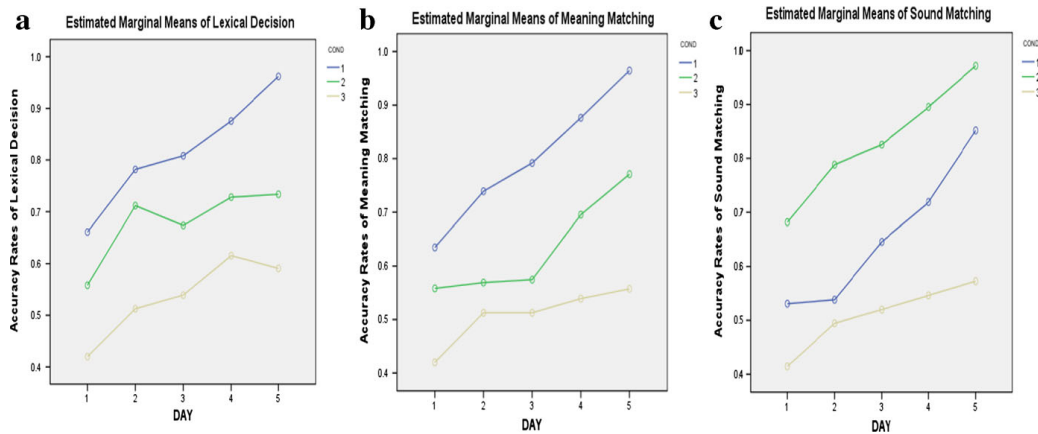 a
Estimated Marginal Means of Lexical Decision
Accuracy Rates of Lexical Decision
1.0
0.9
0.8
0.7
0.6
0.5
0.4
1 2 3 4 5
DAY
COND
1
2
3
b
Estimated Marginal Means of Meaning Matching
Accuracy Rates of Meaning Matching
1.0
0.9
0.8
0.7
0.6
0.5
0.4
1 2 3 4 5
DAY
COND
1
2
3
c
Estimated Marginal Means of Sound Matching
Accuracy Rates of Sound Matching
1.0
0.9
0.8
0.7
0.6
0.5
0.4
1 2 3 4 5
DAY
CON
1
2
3